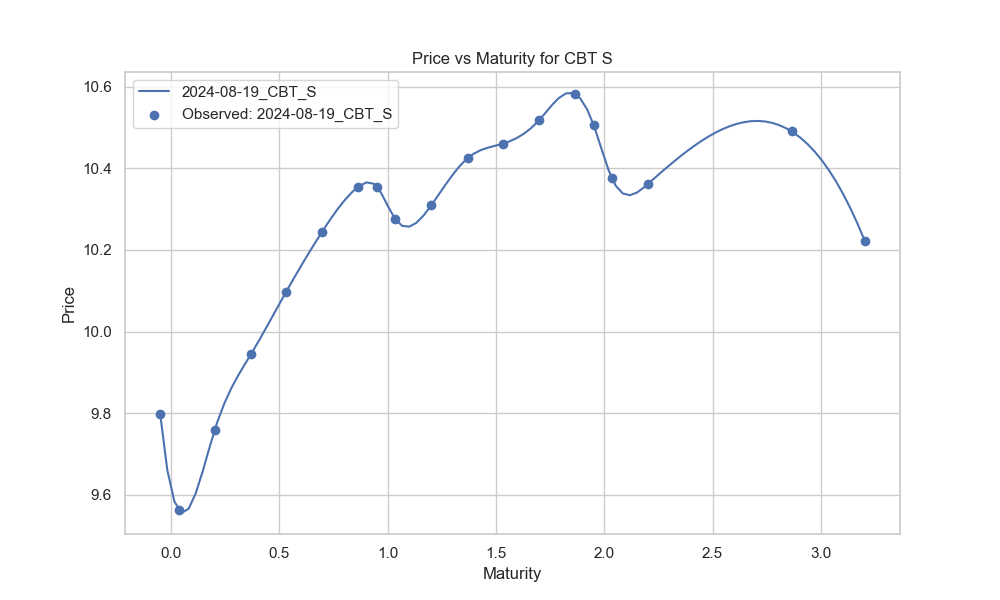 Price vs Maturity for CBT S
2024-08-19_CBT_S
Observed: 2024-08-19_CBT_S
Price
10.6
10.4
10.2
10.0
9.8
9.6
0.0 0.5 1.0 1.5 2.0 2.5 3.0
Maturity